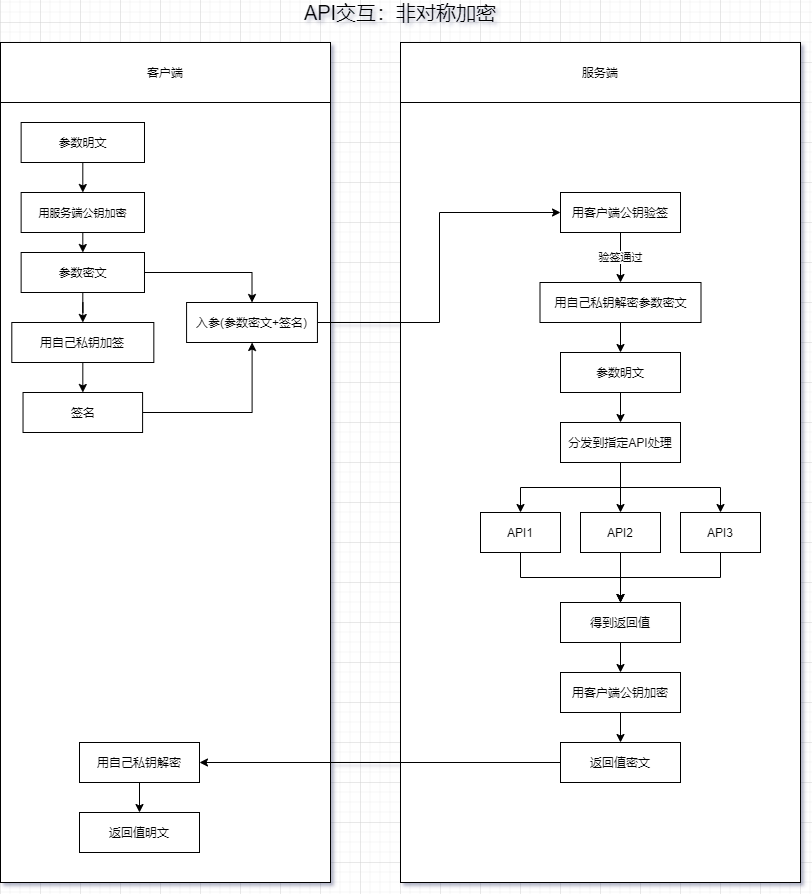 API交互：非对称加密
客户端
参数明文
用服务端公钥加密
参数密文
用自己私钥加签
签名
入参(参数密文+签名)
用自己私钥解密
返回值明文
服务端
用客户端公钥验签
验签通过
用自己私钥解密参数密文
参数明文
分发到指定API处理
API1
API2
API3
得到返回值
用客户端公钥加密
返回值密文